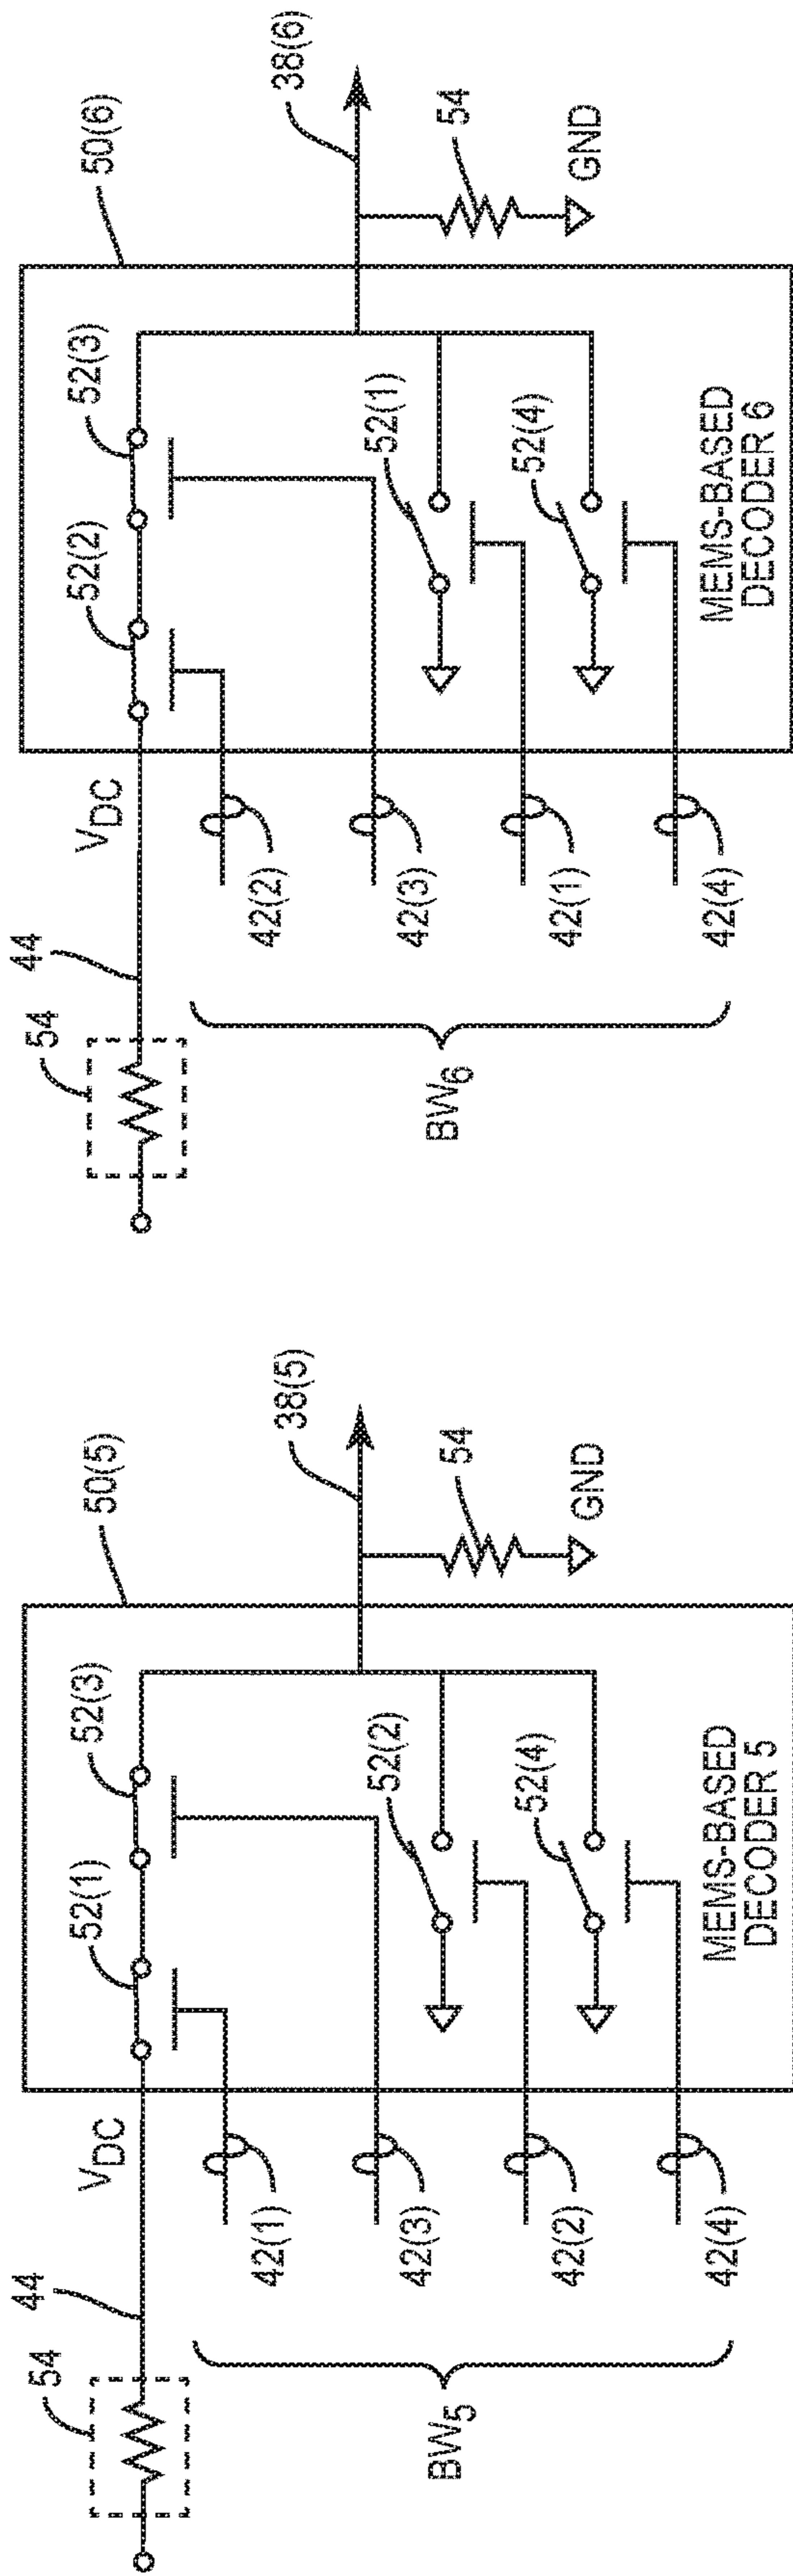 54
44
V_DC
42(1)
42(3)
42(2)
42(4)
BW_5
52(1)
52(3)
50(5)
52(2)
52(4)
MEMS-BASED
DECODER 5
38(5)
54
GND
54
44
V_DC
42(2)
42(3)
42(1)
42(4)
BW_6
52(2)
52(3)
50(6)
52(1)
52(4)
MEMS-BASED
DECODER 6
38(6)
54
GND